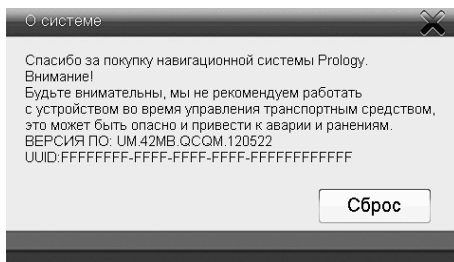 О системе
Спасибо за покупку навигационной системы Prology.
Внимание!
Будьте внимательны, мы не рекомендуем работать
с устройством во время управления транспортным средством,
это может быть опасно и привести к аварии и ранениям.
ВЕРСИЯ ПО: UM.42MB.QCQM.120522
UUID:FFFFFFFF-FFFF-FFFF-FFFF-FFFFFFFFFFFF
Сброс